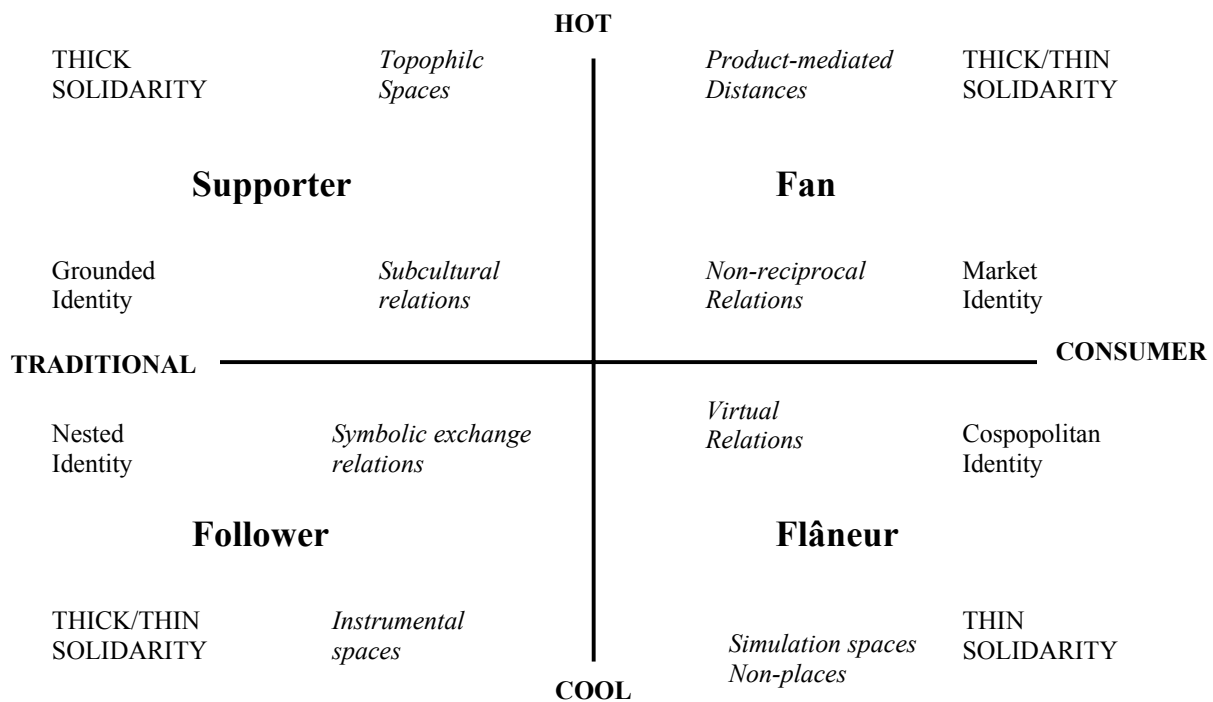 HOT
THICK
SOLIDARITY
Topophilc
Spaces
Product-mediated
Distances
THICK/THIN
SOLIDARITY
Supporter
Fan
Grounded
Identity
Subcultural
relations
Non-reciprocal
Relations
Market
Identity
TRADITIONAL
CONSUMER
Nested
Identity
Symbolic exchange
relations
Virtual
Relations
Cospopolitan
Identity
Follower
Flâneur
THICK/THIN
SOLIDARITY
Instrumental
spaces
Simulation spaces
Non-places
THIN
SOLIDARITY
COOL